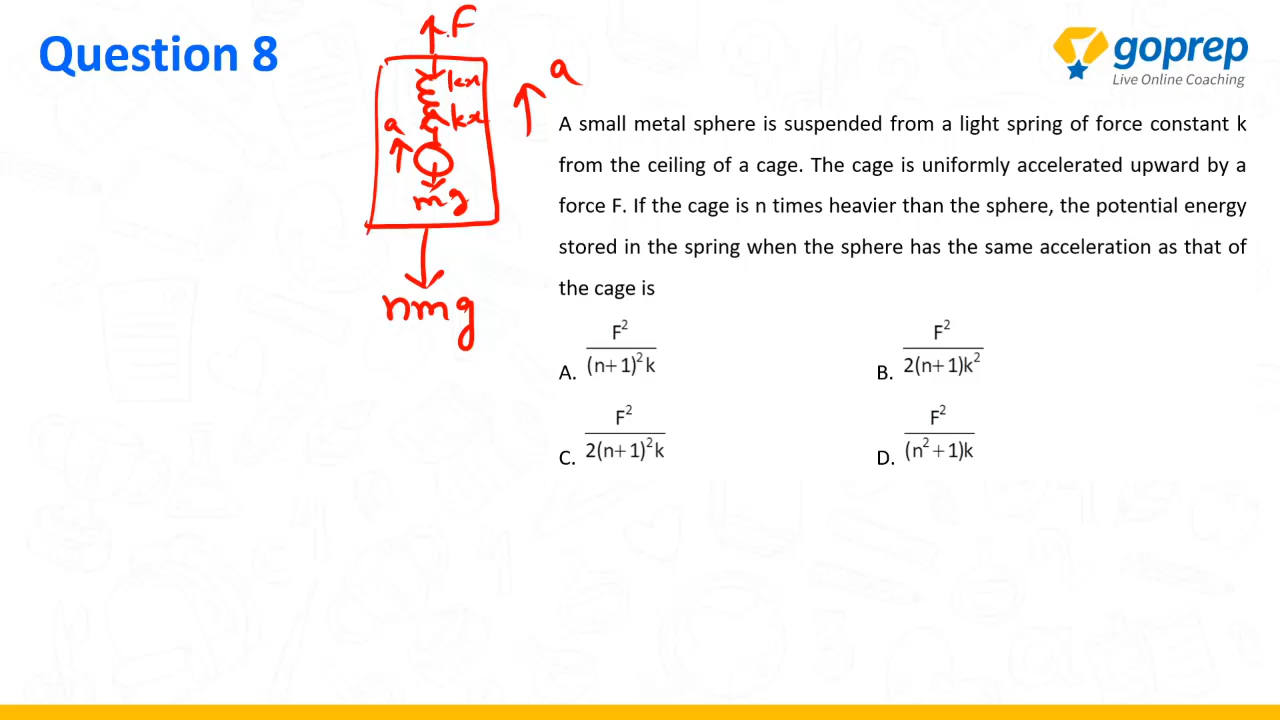 Question 8
F
kx
kx
a
mg
nmg
a
goprep
Live Online Coaching
A small metal sphere is suspended from a light spring of force constant k
from the ceiling of a cage. The cage is uniformly accelerated upward by a
force F. If the cage is n times heavier than the sphere, the potential energy
stored in the spring when the sphere has the same acceleration as that of
the cage is
A. F²/(n+1)²k
B. F²/2(n+1)k²
C. F²/2(n+1)²k
D. F²/(n²+1)k